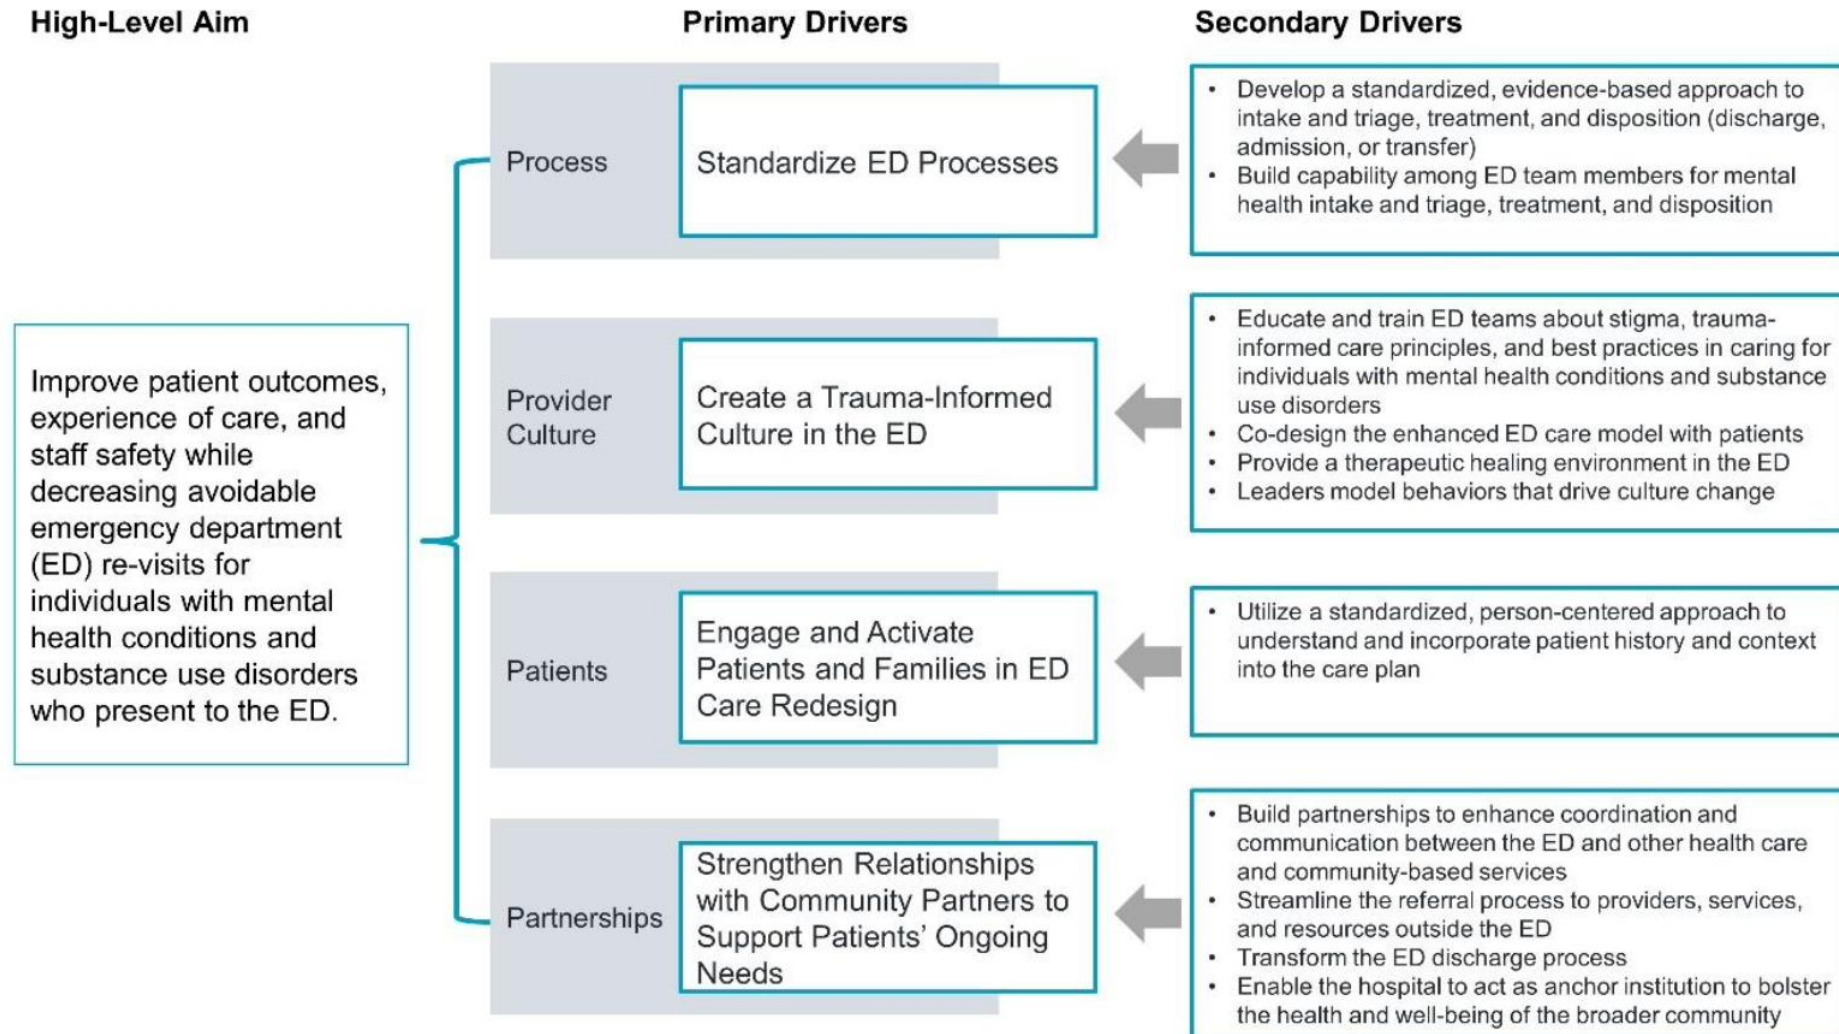 High-Level Aim
Primary Drivers
Secondary Drivers
Improve patient outcomes,
experience of care, and
staff safety while
decreasing avoidable
emergency department
(ED) re-visits for
individuals with mental
health conditions and
substance use disorders
who present to the ED.
Process
Standardize ED Processes
• Develop a standardized, evidence-based approach to
intake and triage, treatment, and disposition (discharge,
admission, or transfer)
• Build capability among ED team members for mental
health intake and triage, treatment, and disposition
Provider
Culture
Create a Trauma-Informed
Culture in the ED
• Educate and train ED teams about stigma, trauma-
informed care principles, and best practices in caring for
individuals with mental health conditions and substance
use disorders
• Co-design the enhanced ED care model with patients
• Provide a therapeutic healing environment in the ED
• Leaders model behaviors that drive culture change
Patients
Engage and Activate
Patients and Families in ED
Care Redesign
• Utilize a standardized, person-centered approach to
understand and incorporate patient history and context
into the care plan
Partnerships
Strengthen Relationships
with Community Partners to
Support Patients’ Ongoing
Needs
• Build partnerships to enhance coordination and
communication between the ED and other health care
and community-based services
• Streamline the referral process to providers, services,
and resources outside the ED
• Transform the ED discharge process
• Enable the hospital to act as anchor institution to bolster
the health and well-being of the broader community